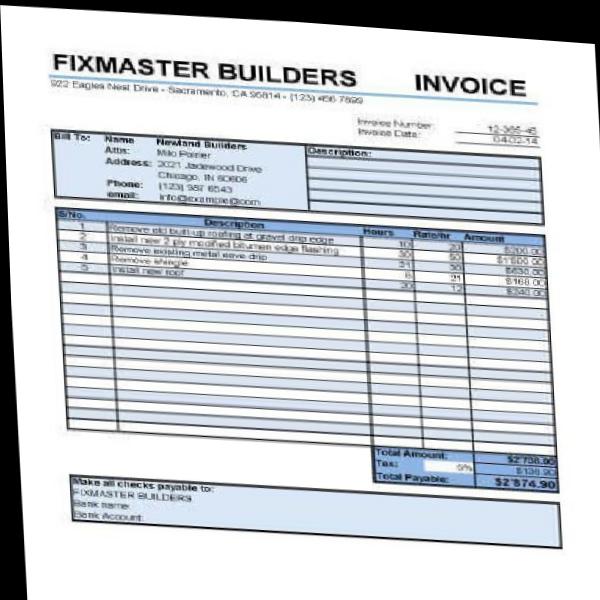 FIXMASTER BUILDERS INVOICE
922 Eagles Nest Drive - Sacramento, CA 95814 - (123) 456 7899
Invoice Number: 12-365-45
Invoice Date: 04-02-14
Bill To: Name Newland Builders
Attn: Milo Pointer
Address: 2021 Jadewood Drive
Chicago, IN 60606
Phone: (123) 987 6543
email: info@example@com
Description:
S/No. Description Hours Rate/hr Amount
1 Remove old built-up roofing at gravel drip edge 10 20 $200.00
2 Install new 2 ply modified bitumen edge flashing 30 50 $1'500.00
3 Remove existing metal eave drip 21 30 $630.00
4 Remove shingle 8 21 $168.00
5 Install new roof 20 12 $240.00
Total Amount: $2'738.00
Tax: 5% $136.90
Total Payable: $2'874.90
Make all checks payable to:
FIXMASTER BUILDERS
Bank name:
Bank Account: